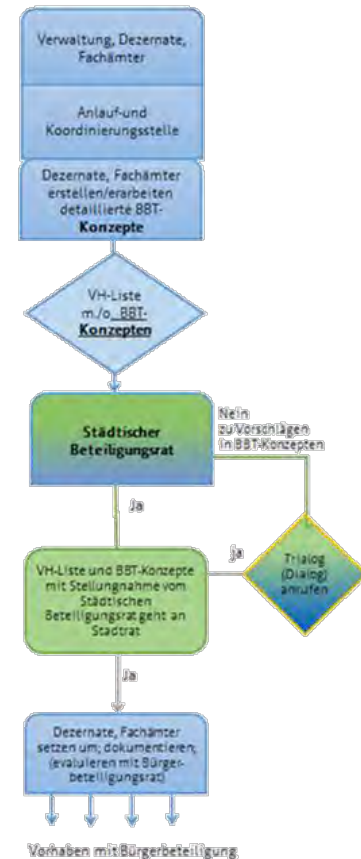 Verwaltung, Dezernate,
Fachämter
Anlauf-und
Koordinierungsstelle
Dezernate, Fachämter
erstellen/erarbeiten
detaillierte BBT-
Konzepte
VH-Liste
m./o. BBT-
Konzepten
Städtischer
Beteiligungsrat
Nein
zu Vorschlägen
in BBT-Konzepten
Ja
VH-Liste und BBT-Konzepte
mit Stellungnahme vom
Städtischen
Beteiligungsrat geht an
Stadtrat
Ja
Trialog
(Dialog)
anrufen
Ja
Dezernate, Fachämter
setzen um; dokumentieren;
(evaluieren mit Bürger-
beteiligungsrat)
Vorhaben mit Bürgerbeteiligung